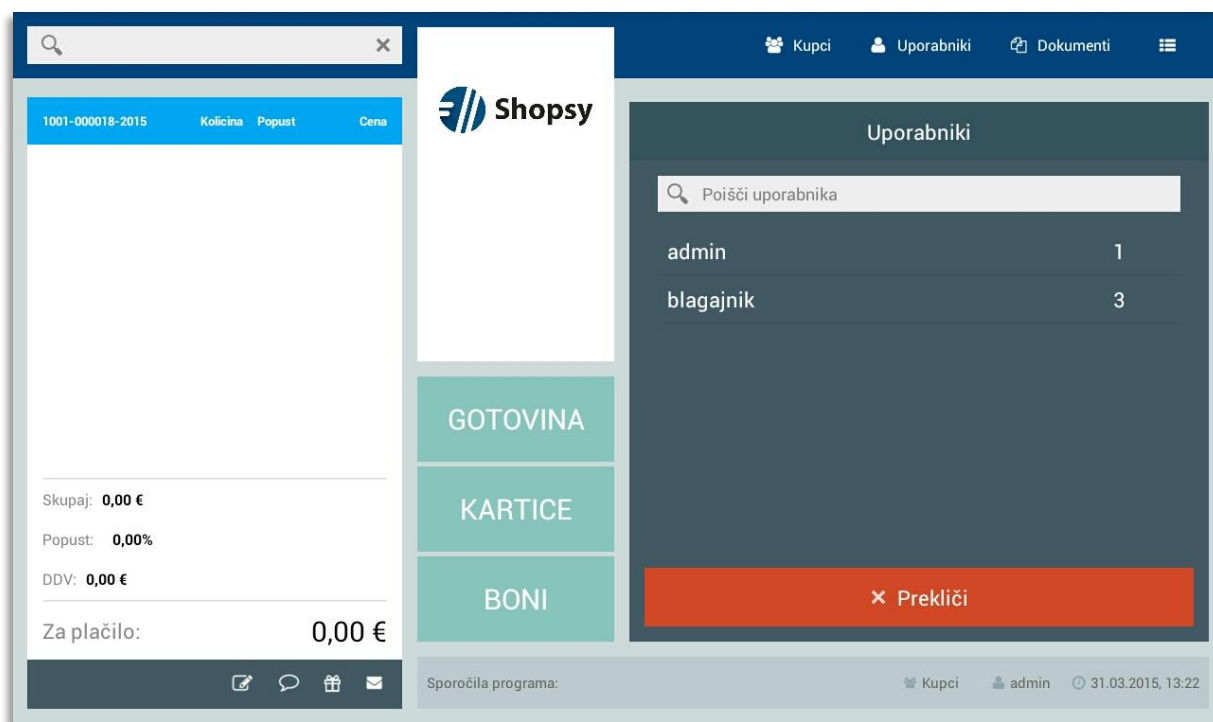 Kupci Uporabniki Dokumenti
1001-000018-2015 Kolicina Popust Cena
Shopsy
Uporabniki
Poišči uporabnika
admin 1
blagajnik 3
GOTOVINA
KARTICE
BONI
Skupaj: 0,00 €
Popust: 0,00%
DDV: 0,00 €
Za plačilo: 0,00 €
Prekliči
Sporočila programa: Kupci admin 31.03.2015, 13:22